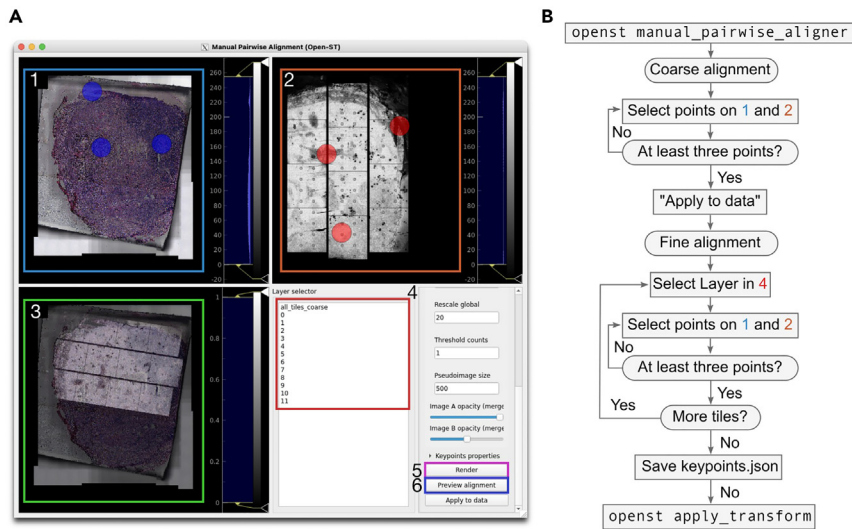 A
B
Manual Pairwise Alignment (Open-ST)
1
260
240
220
200
180
160
140
120
100
80
60
40
20
0
-20
2
260
240
220
200
180
160
140
120
100
80
60
40
20
0
-20
3
1
0.8
0.6
0.4
0.2
0
Layer selector
4
all_tiles_coarse
0
1
2
3
4
5
6
7
8
9
10
11
Rescale global
20
Threshold counts
1
Pseudoimage size
500
Image A opacity (merge
Image B opacity (merge
Keypoints properties
5
Render
6
Preview alignment
Apply to data
openst manual_pairwise_aligner
Coarse alignment
Select points on 1 and 2
No
At least three points?
Yes
"Apply to data"
Fine alignment
Select Layer in 4
Select points on 1 and 2
No
At least three points?
Yes
Yes
More tiles?
No
Save keypoints.json
No
openst apply_transform